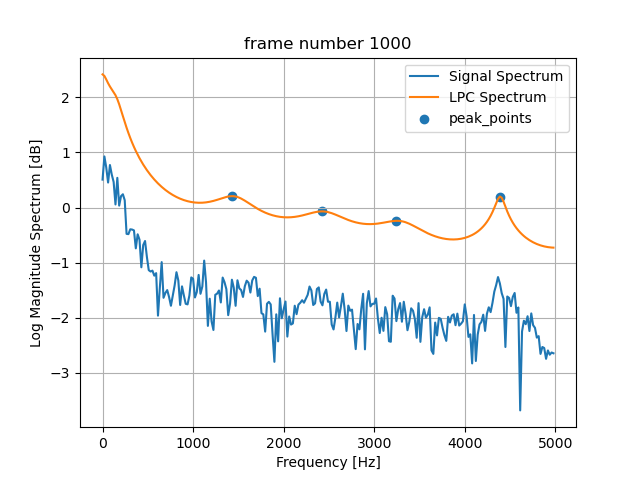 frame number 1000
Signal Spectrum
LPC Spectrum
peak_points
Log Magnitude Spectrum [dB]
2
1
0
−1
−2
−3
0 1000 2000 3000 4000 5000
Frequency [Hz]